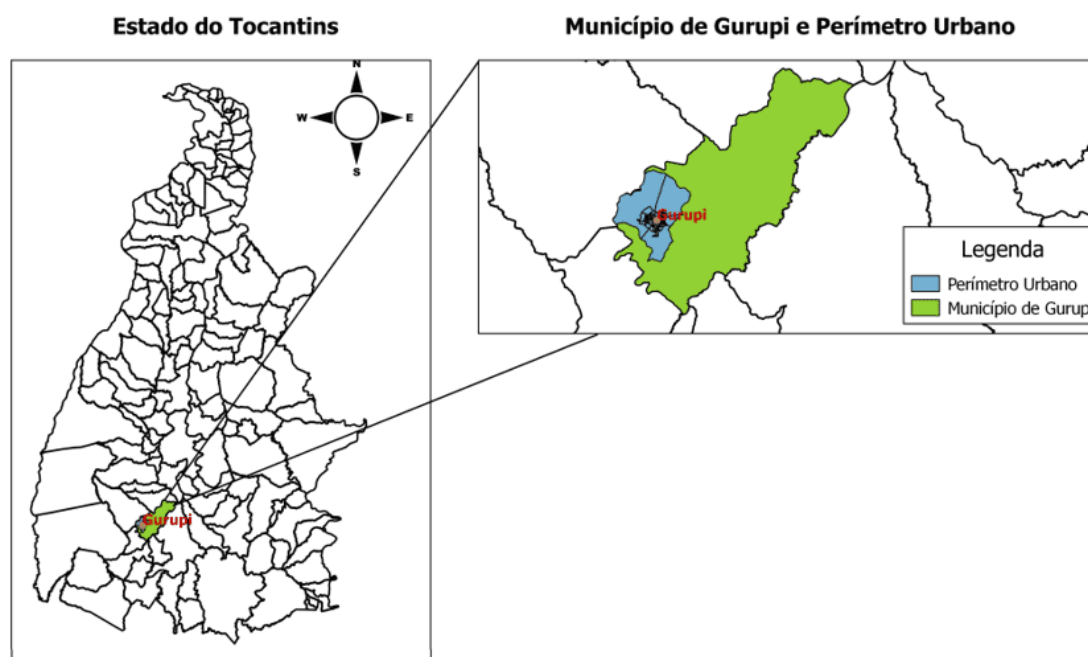 Estado do Tocantins
N
W
E
S
Gurupi
Município de Gurupi e Perímetro Urbano
Gurupi
Legenda
Perímetro Urbano
Município de Gurup